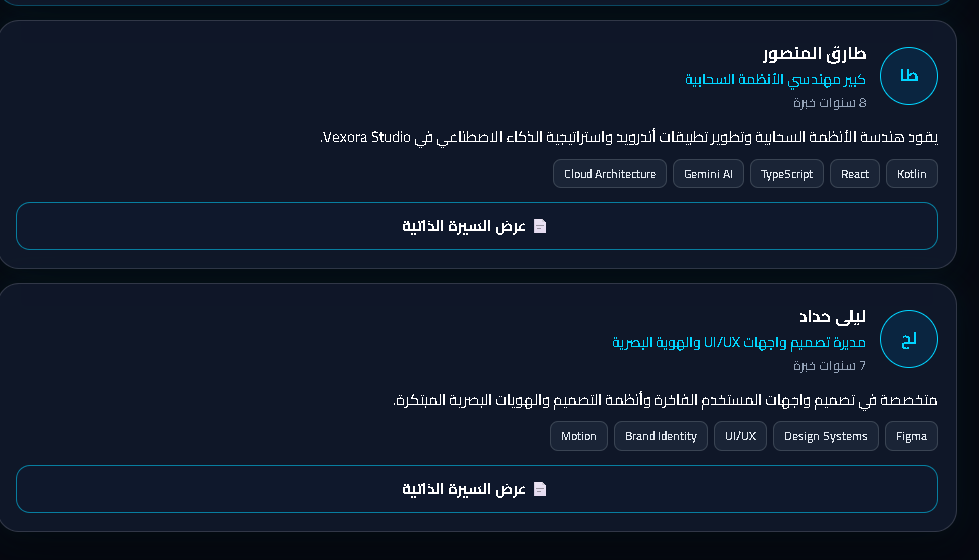 طا
طارق المنصور
كبير مهندسي الأنظمة السحابية
8 سنوات خبرة
يقود هندسة الأنظمة السحابية وتطوير تطبيقات أندرويد واستراتيجية الذكاء الاصطناعي في Vexora Studio.
Kotlin React TypeScript Gemini AI Cloud Architecture
عرض السيرة الذاتية
لح
ليلى حداد
مديرة تصميم واجهات UI/UX والهوية البصرية
7 سنوات خبرة
متخصصة في تصميم واجهات المستخدم الفاخرة وأنظمة التصميم والهويات البصرية المبتكرة.
Figma Design Systems UI/UX Brand Identity Motion
عرض السيرة الذاتية